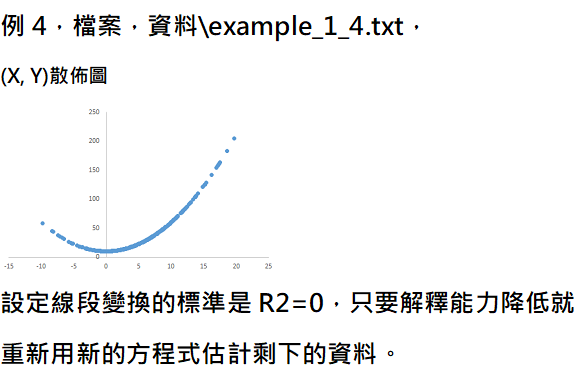 例 4，檔案，資料\example_1_4.txt，
(X, Y)散佈圖
250
200
150
100
50
0
-15 -10 -5 0 5 10 15 20 25
設定線段變換的標準是 R2=0，只要解釋能力降低就
重新用新的方程式估計剩下的資料。